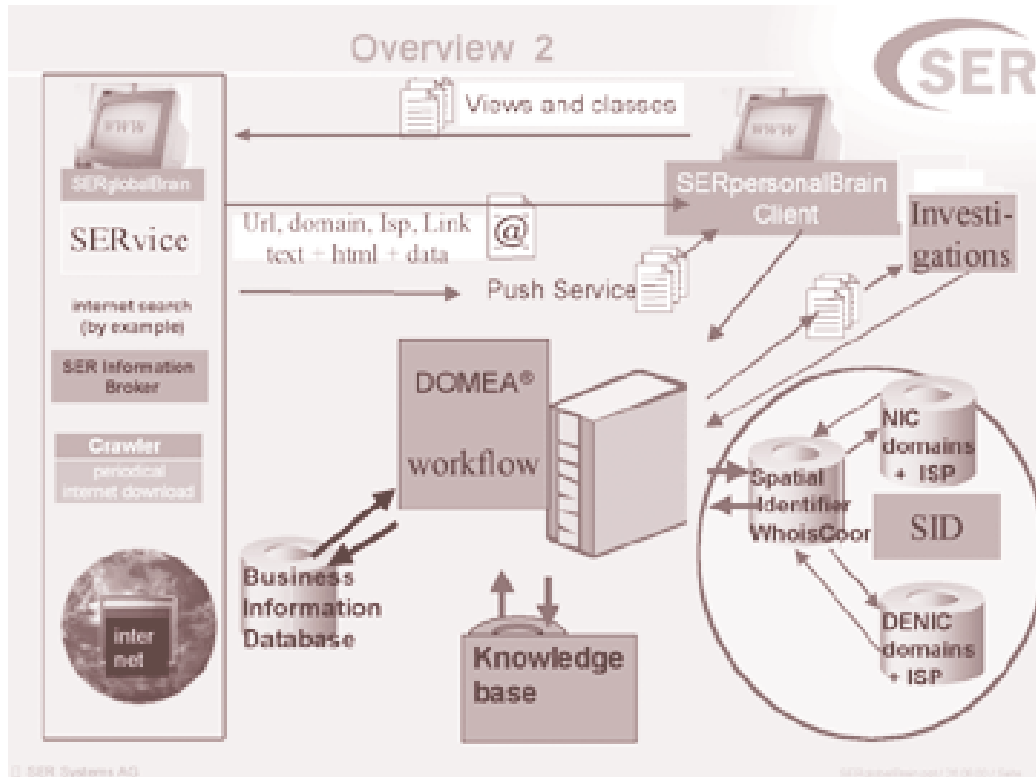 Overview 2
SER
www
Views and classes
www
SERglobalBrain
SERvice
SERpersonalBrain
Client
Investi-
gations
Url, domain, Isp, Link
text + html + data
@
Push Service
internet search
(by example)
SER Information
Broker
Crawler
periodical
internet download
inter
net
DOMEA®
workflow
Business
Information
Database
Knowledge
base
NIC
domains
+ ISP
Spatial
Identifier
WhoisCoor
SID
DENIC
domains
+ ISP
SER Systems AG